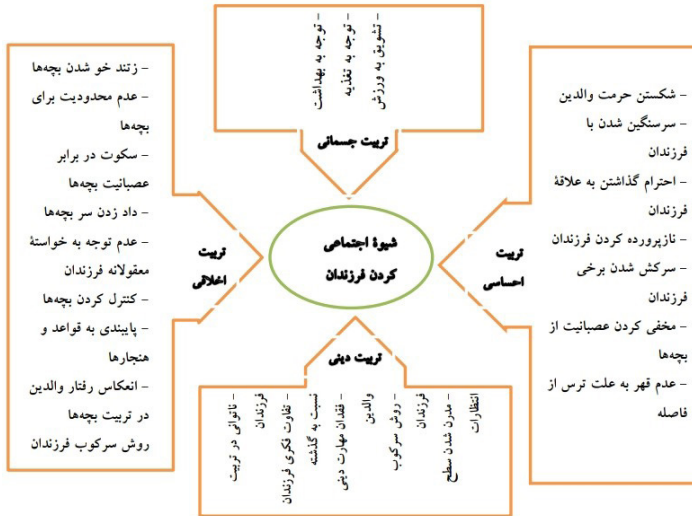 - تشویق به ورزش
- توجه به تغذیه
- توجه به بهداشت
تربیت جسمانی
- شکستن حرمت والدین
- سرسنگین شدن با
فرزندان
- احترام گذاشتن به علاقهٔ
فرزندان
- نازپرورده کردن فرزندان
- سرکش شدن برخی
فرزندان
- مخفی کردن عصبانیت از
بچه‌ها
- عدم قهر به علت ترس از
فاصله
تربیت
احساسی
شیوهٔ اجتماعی
کردن فرزندان
تربیت
اخلاقی
- زتند خو شدن بچه‌ها
- عدم محدودیت برای
بچه‌ها
- سکوت در برابر
عصبانیت بچه‌ها
- داد زدن سر بچه‌ها
- عدم توجه به خواستهٔ
معقولانه فرزندان
- کنترل کردن بچه‌ها
- پایبندی به قواعد و
هنجارها
- انعکاس رفتار والدین
در تربیت بچه‌ها
روش سرکوب فرزندان
تربیت دینی
- ناتوانی در تربیت
فرزندان
- تفاوت فکری فرزندان
نسبت به گذشته
- فقدان مهارت دینی
والدین
- روش سرکوب
فرزندان
- مدرن شدن سطح
انتظارات